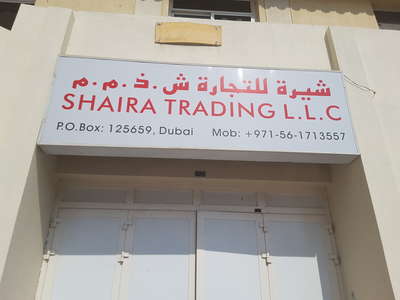 شيرة للتجارة ش.ذ.م.م
SHAIRA TRADING L.L.C
P.O.Box: 125659, Dubai Mob: +971-56-1713557